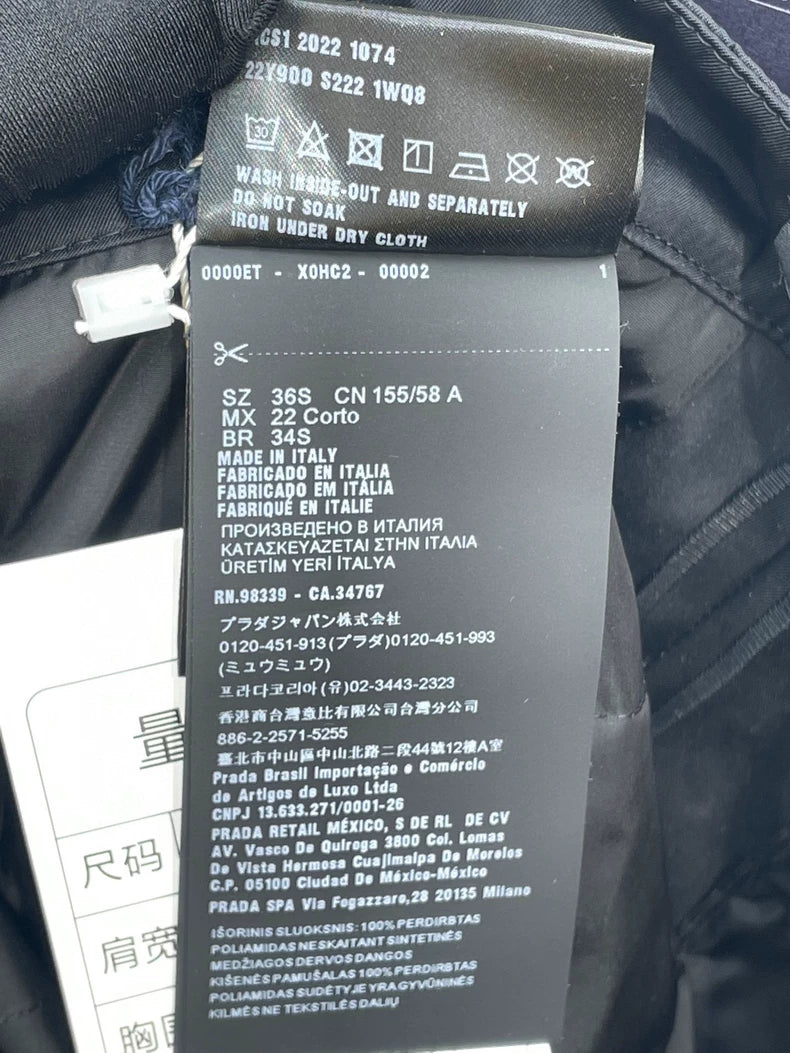 CS1 2022 1074
22Y900 S222 1WQ8
30
W
WASH INSIDE-OUT AND SEPARATELY
DO NOT SOAK
IRON UNDER DRY CLOTH
0000ET - X0HC2 - 00002 1
SZ 36S CN 155/58 A
MX 22 Corto
BR 34S
MADE IN ITALY
FABRICADO EN ITALIA
FABRICADO EM ITÁLIA
FABRIQUÉ EN ITALIE
ПРОИЗВЕДЕНО В ИТАЛИЯ
ΚΑΤΑΣΚΕΥΑΖΕΤΑΙ ΣΤΗΝ ΙΤΑΛΙΑ
ÜRETİM YERİ İTALYA
RN.98339 - CA.34767
プラダジャパン株式会社
0120-451-913(プラダ)0120-451-993
(ミュウミュウ)
프라다코리아(유)02-3443-2323
香港商台灣意比有限公司台灣分公司
886-2-2571-5255
臺北市中山區中山北路二段44號12樓A室
Prada Brasil Importação e Comércio
de Artigos de Luxo Ltda
CNPJ 13.633.271/0001-26
PRADA RETAIL MÉXICO, S DE RL DE CV
AV. Vasco De Quiroga 3800 Col. Lomas
De Vista Hermosa Cuajimalpa De Morelos
C.P. 05100 Ciudad De México-México
PRADA SPA Via Fogazzaro,28 20135 Milano
IŠORINIS SLUOKSNIS:100% PERDIRBTAS
POLIAMIDAS NESKAITANT SINTETINĖS
MEDŽIAGOS DERVOS DANGOS
KIŠENĖS PAMUŠALAS 100% PERDIRBTAS
POLIAMIDAS SUDĖTYJE YRA GYVŪNINĖS
KILMĖS NE TEKSTILĖS DALIŲ
量
尺码
肩宽
胸围